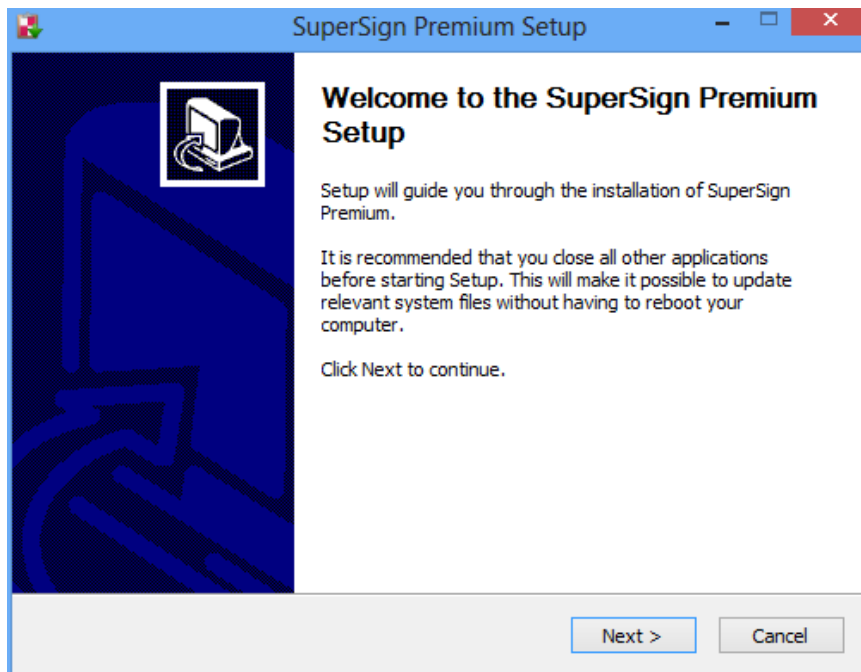 SuperSign Premium Setup
Welcome to the SuperSign Premium
Setup
Setup will guide you through the installation of SuperSign
Premium.
It is recommended that you close all other applications
before starting Setup. This will make it possible to update
relevant system files without having to reboot your
computer.
Click Next to continue.
Next >
Cancel